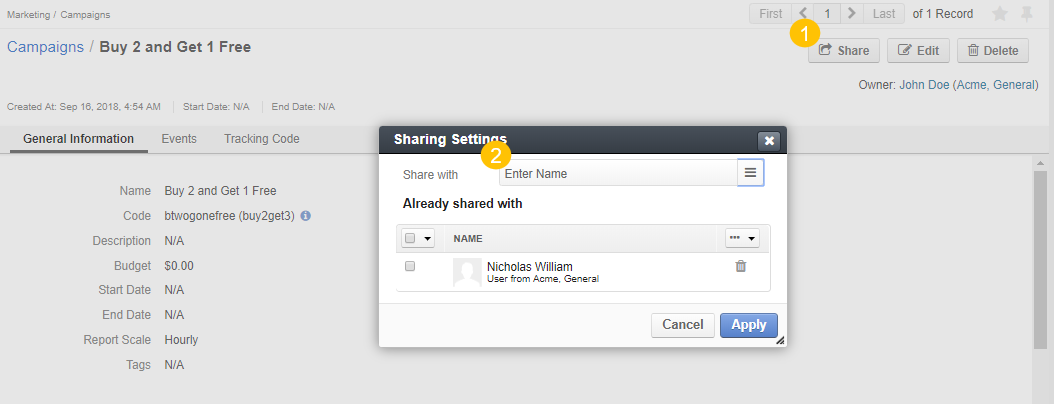 Marketing / Campaigns
First 1 Last of 1 Record
1
Campaigns / Buy 2 and Get 1 Free
Share Edit Delete
Owner: John Doe (Acme, General)
Created At: Sep 16, 2018, 4:54 AM Start Date: N/A End Date: N/A
General Information Events Tracking Code
Sharing Settings
2
Share with Enter Name
Already shared with
NAME
Nicholas William
User from Acme, General
Cancel Apply
Name Buy 2 and Get 1 Free
Code btwogonefree (buy2get3)
Description N/A
Budget $0.00
Start Date N/A
End Date N/A
Report Scale Hourly
Tags N/A